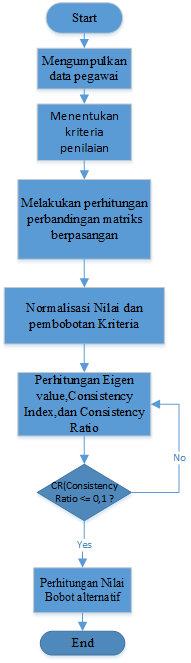 Start
Mengumpulkan
data pegawai
Menentukan
kriteria
penilaian
Melakukan perhitungan
perbandingan matriks
berpasangan
Normalisasi Nilai dan
pembobotan Kriteria
Perhitungan Eigen
value,Consistency
Index,dan Consistency
Ratio
No
CR(Consistency
Ratio <= 0,1 ?
Yes
Perhitungan Nilai
Bobot alternatif
End